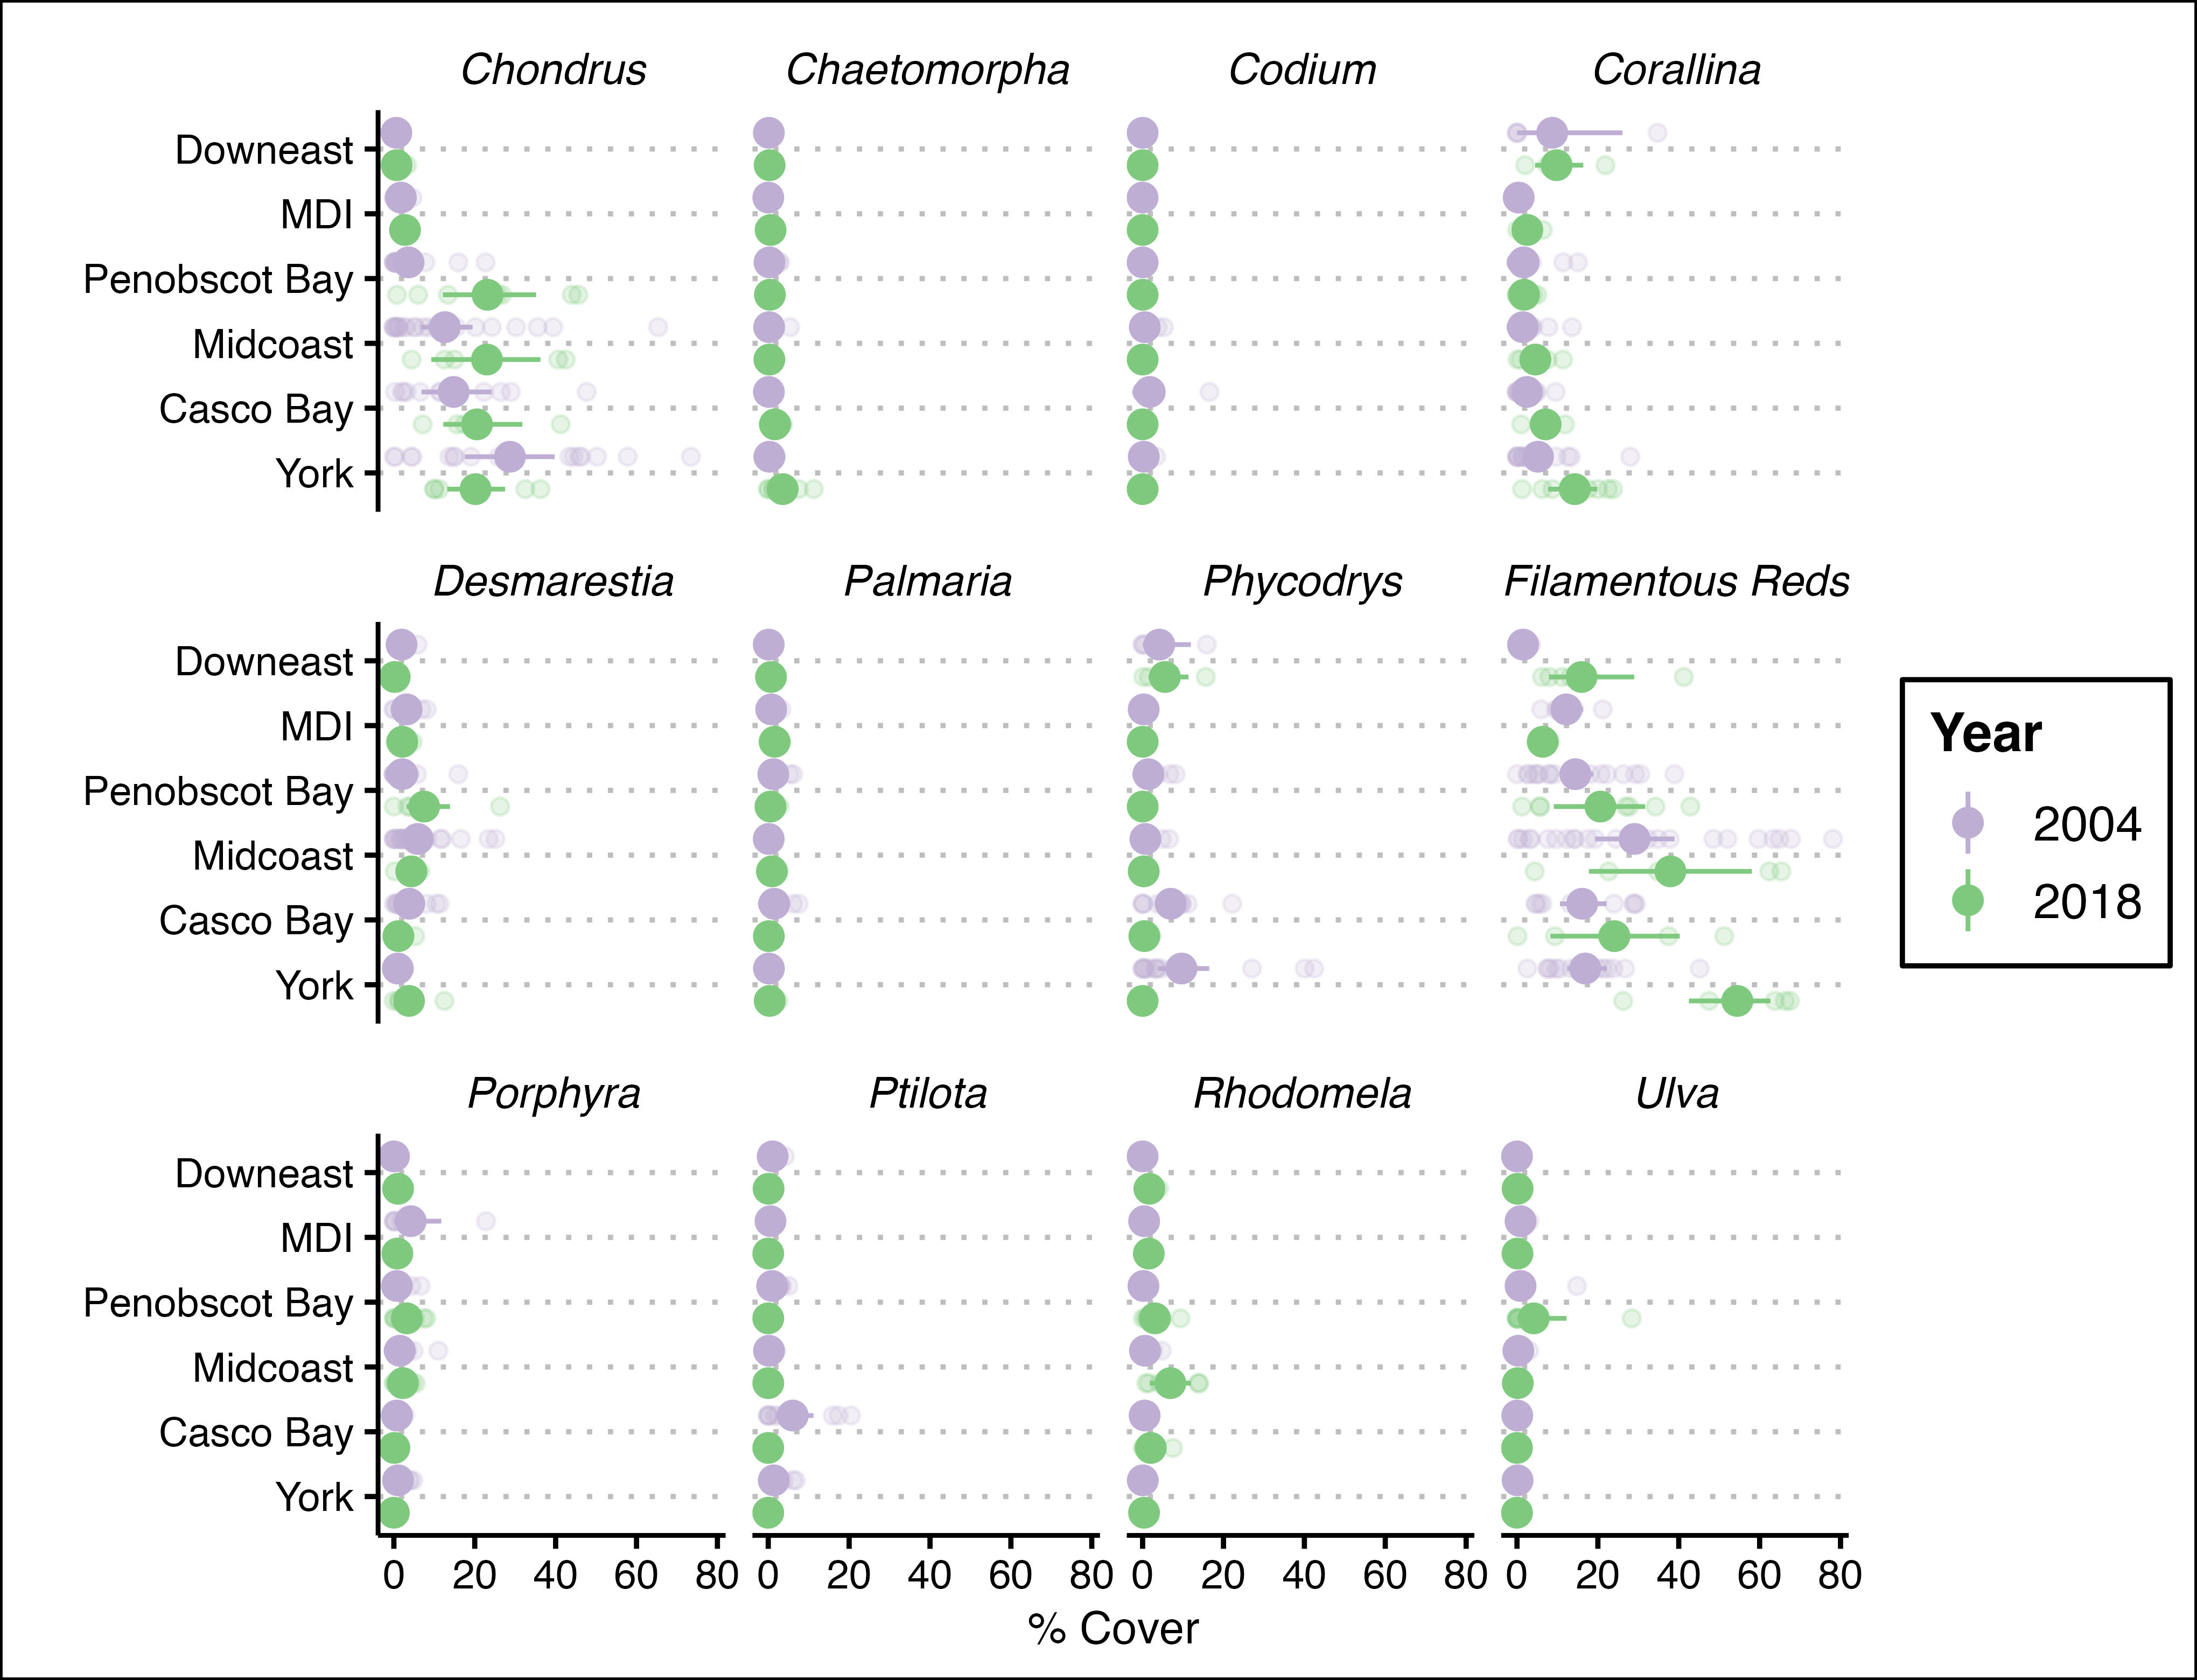 Chondrus Chaetomorpha Codium Corallina
Downeast
MDI
Penobscot Bay
Midcoast
Casco Bay
York
Desmarestia Palmaria Phycodrys Filamentous Reds
Downeast
MDI
Penobscot Bay
Midcoast
Casco Bay
York
Year
2004
2018
Porphyra Ptilota Rhodomela Ulva
Downeast
MDI
Penobscot Bay
Midcoast
Casco Bay
York
0 20 40 60 80 0 20 40 60 80 0 20 40 60 80 0 20 40 60 80
% Cover